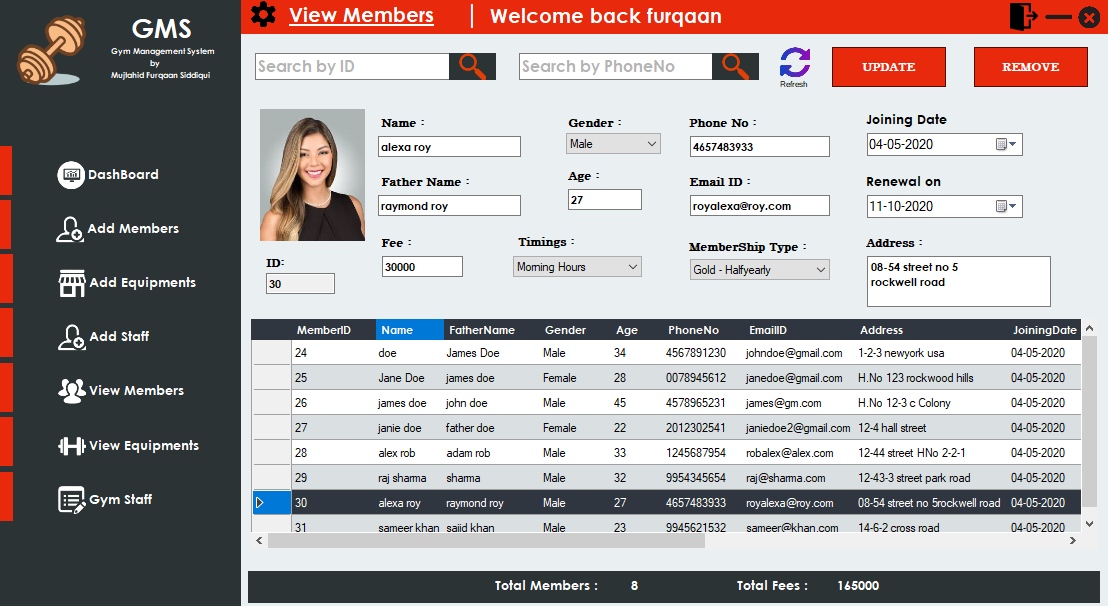 GMS
Gym Management System
by
Mujtahid Furqaan Siddiqui
DashBoard
Add Members
Add Equipments
Add Staff
View Members
View Equipments
Gym Staff
View Members | Welcome back furqaan
Search by ID
Search by PhoneNo
Refresh
UPDATE
REMOVE
Name :
alexa roy
Gender :
Male
Phone No :
4657483933
Joining Date
04-05-2020
Father Name :
raymond roy
Age :
27
Email ID :
royalexa@roy.com
Renewal on
11-10-2020
ID:
30
Fee :
30000
Timings :
Morning Hours
MemberShip Type :
Gold - Halfyearly
Address :
08-54 street no 5
rockwell road
MemberID Name FatherName Gender Age PhoneNo EmailID Address JoiningDate
24 doe James Doe Male 34 4567891230 johndoe@gmail.com 1-2-3 newyork usa 04-05-2020
25 Jane Doe james doe Female 28 0078945612 janedoe@gmail.com H.No 123 rockwood hills 04-05-2020
26 james doe john doe Male 45 4578965231 james@gm.com H.No 12-3 c Colony 04-05-2020
27 janie doe father doe Female 22 2012302541 janiedoe2@gmail.com 12-4 hall street 04-05-2020
28 alex rob adam rob Male 33 1245687954 robalex@alex.com 12-44 street HNo 2-2-1 04-05-2020
29 raj sharma sharma Male 32 9954345654 raj@sharma.com 12-43-3 street park road 04-05-2020
30 alexa roy raymond roy Male 27 4657483933 royalexa@roy.com 08-54 street no 5rockwell road 04-05-2020
31 sameer khan sajid khan Male 23 9945621532 sameer@khan.com 14-6-2 cross road 04-05-2020
Total Members : 8 Total Fees : 165000